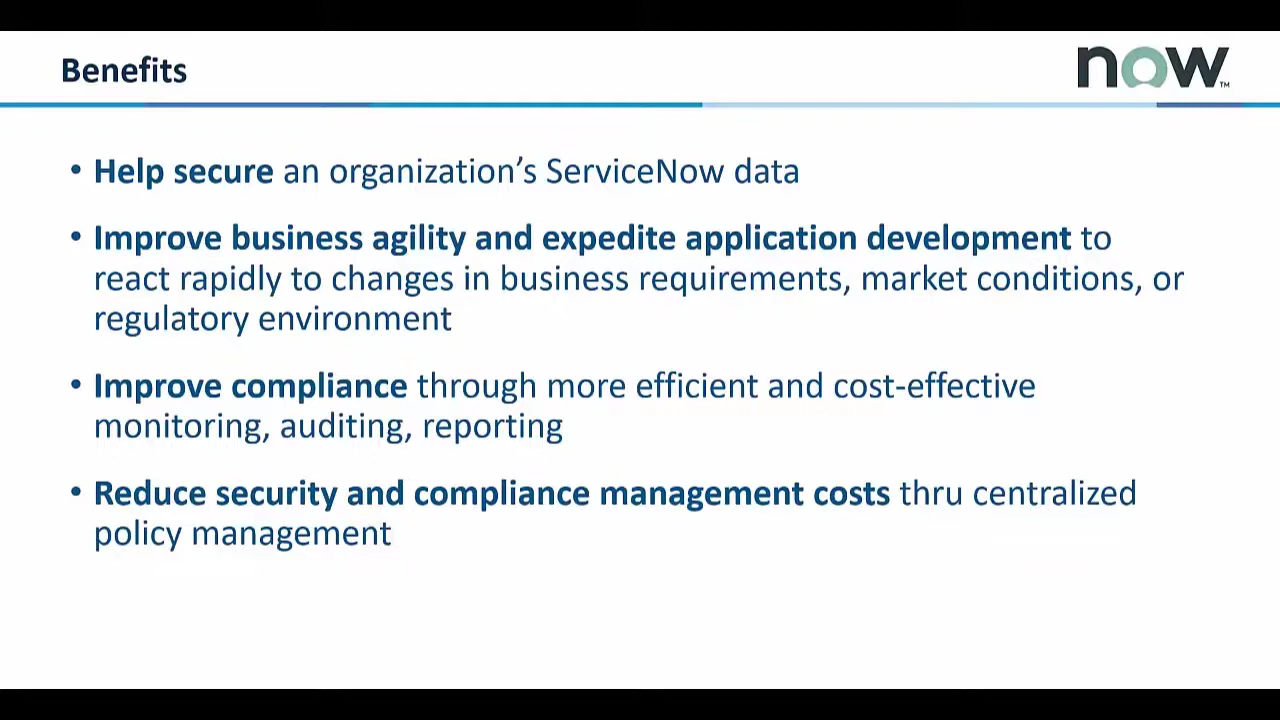 Benefits
now™
• Help secure an organization’s ServiceNow data
• Improve business agility and expedite application development to
react rapidly to changes in business requirements, market conditions, or
regulatory environment
• Improve compliance through more efficient and cost-effective
monitoring, auditing, reporting
• Reduce security and compliance management costs thru centralized
policy management